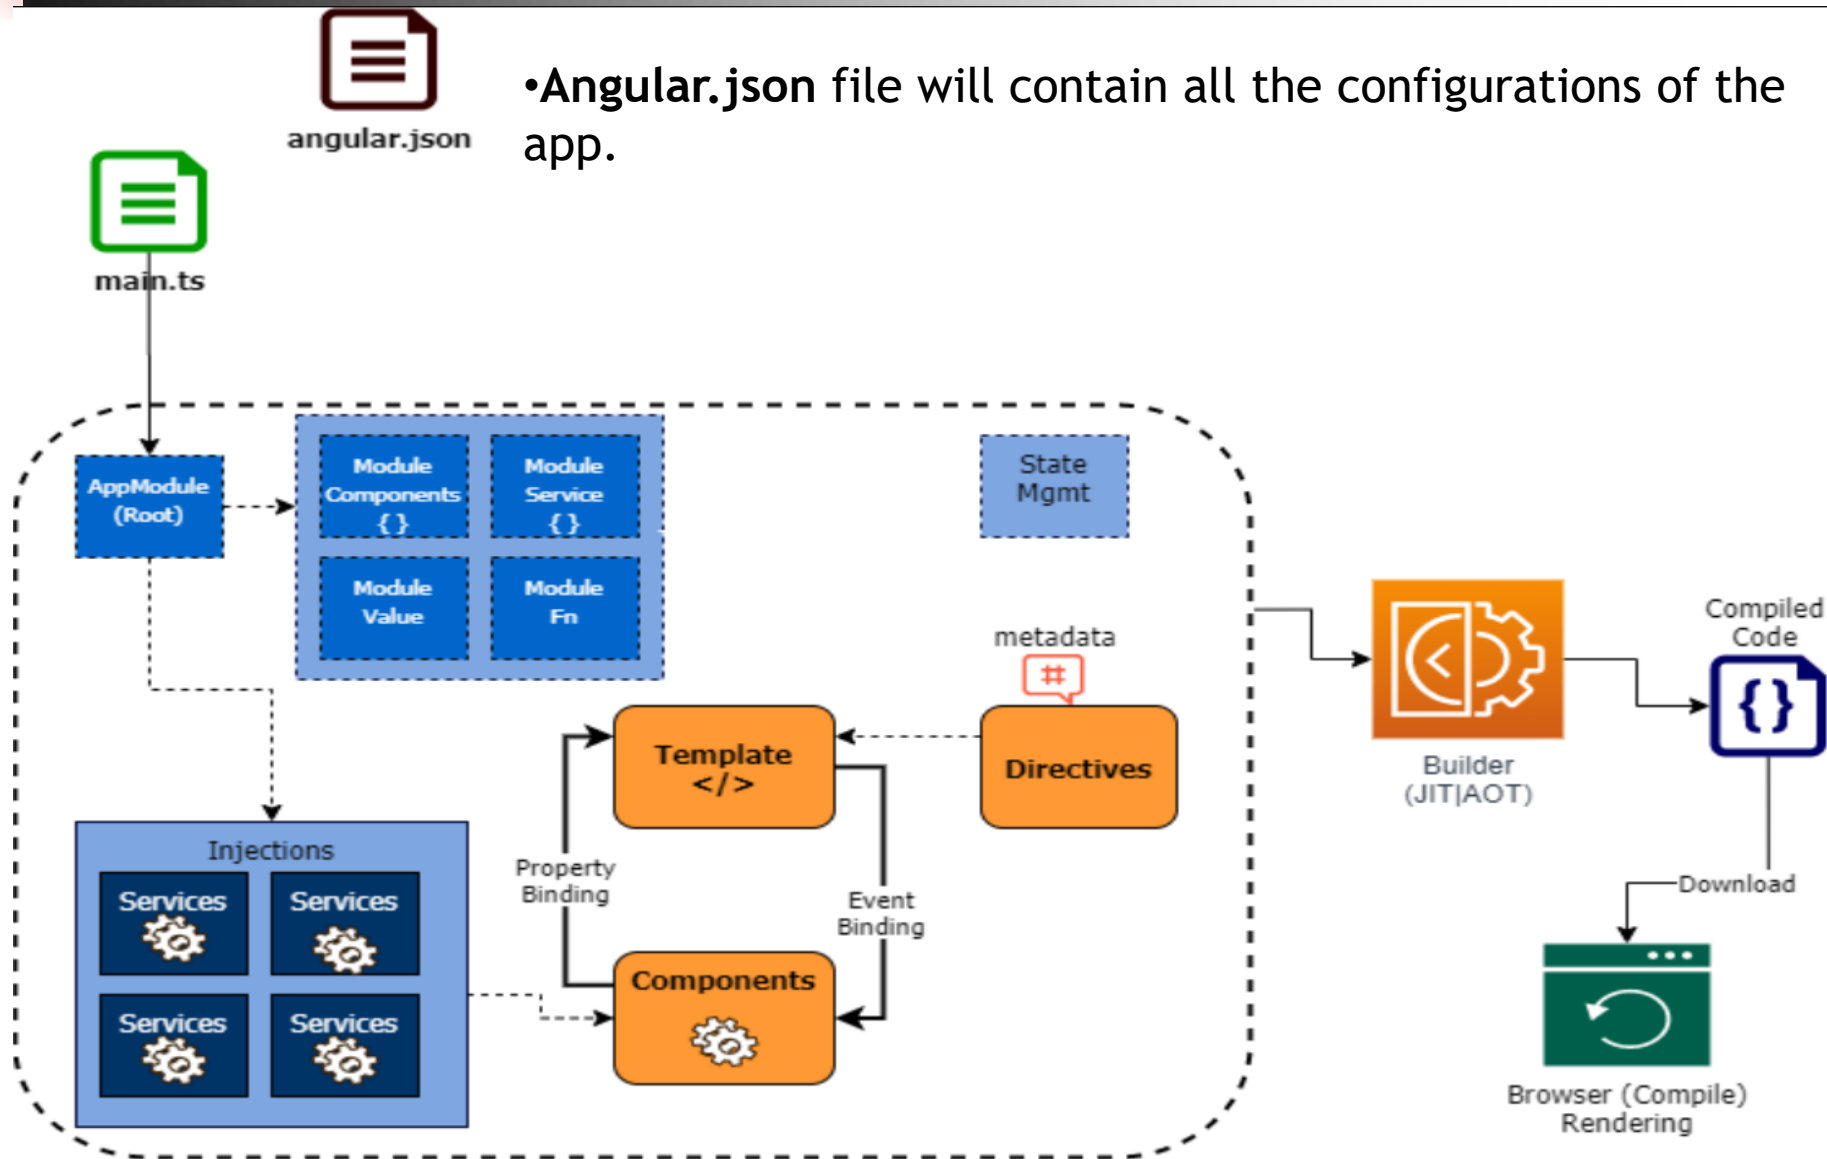 •Angular.json file will contain all the configurations of the
app.
angular.json
main.ts
AppModule
(Root)
Module
Components
{ }
Module
Service
{ }
Module
Value
Module
Fn
State
Mgmt
metadata
#
Template
</>
Directives
Property
Binding
Event
Binding
Components
Injections
Services
Services
Services
Services
Builder
(JIT|AOT)
Compiled
Code
{}
Download
Browser (Compile)
Rendering